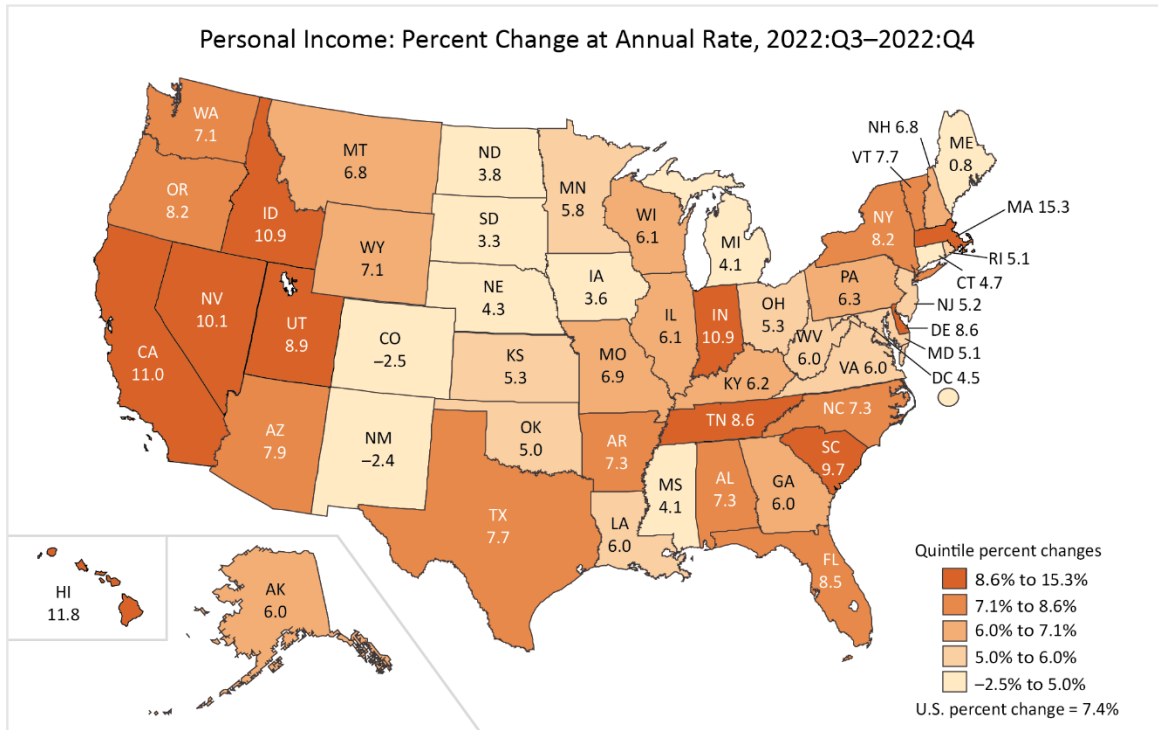 Personal Income: Percent Change at Annual Rate, 2022:Q3–2022:Q4
WA
7.1
MT
6.8
ND
3.8
MN
5.8
NH 6.8
VT 7.7
ME
0.8
OR
8.2
ID
10.9
SD
3.3
WI
6.1
MI
4.1
NY
8.2
MA 15.3
RI 5.1
CT 4.7
WY
7.1
NE
4.3
IA
3.6
PA
6.3
NJ 5.2
DE 8.6
MD 5.1
DC 4.5
NV
10.1
UT
8.9
CO
–2.5
KS
5.3
MO
6.9
IL
6.1
IN
10.9
OH
5.3
WV
6.0
VA 6.0
KY 6.2
CA
11.0
AZ
7.9
NM
–2.4
OK
5.0
AR
7.3
TN 8.6
NC 7.3
SC
9.7
TX
7.7
LA
6.0
MS
4.1
AL
7.3
GA
6.0
FL
8.5
HI
11.8
AK
6.0
Quintile percent changes
8.6% to 15.3%
7.1% to 8.6%
6.0% to 7.1%
5.0% to 6.0%
–2.5% to 5.0%
U.S. percent change = 7.4%